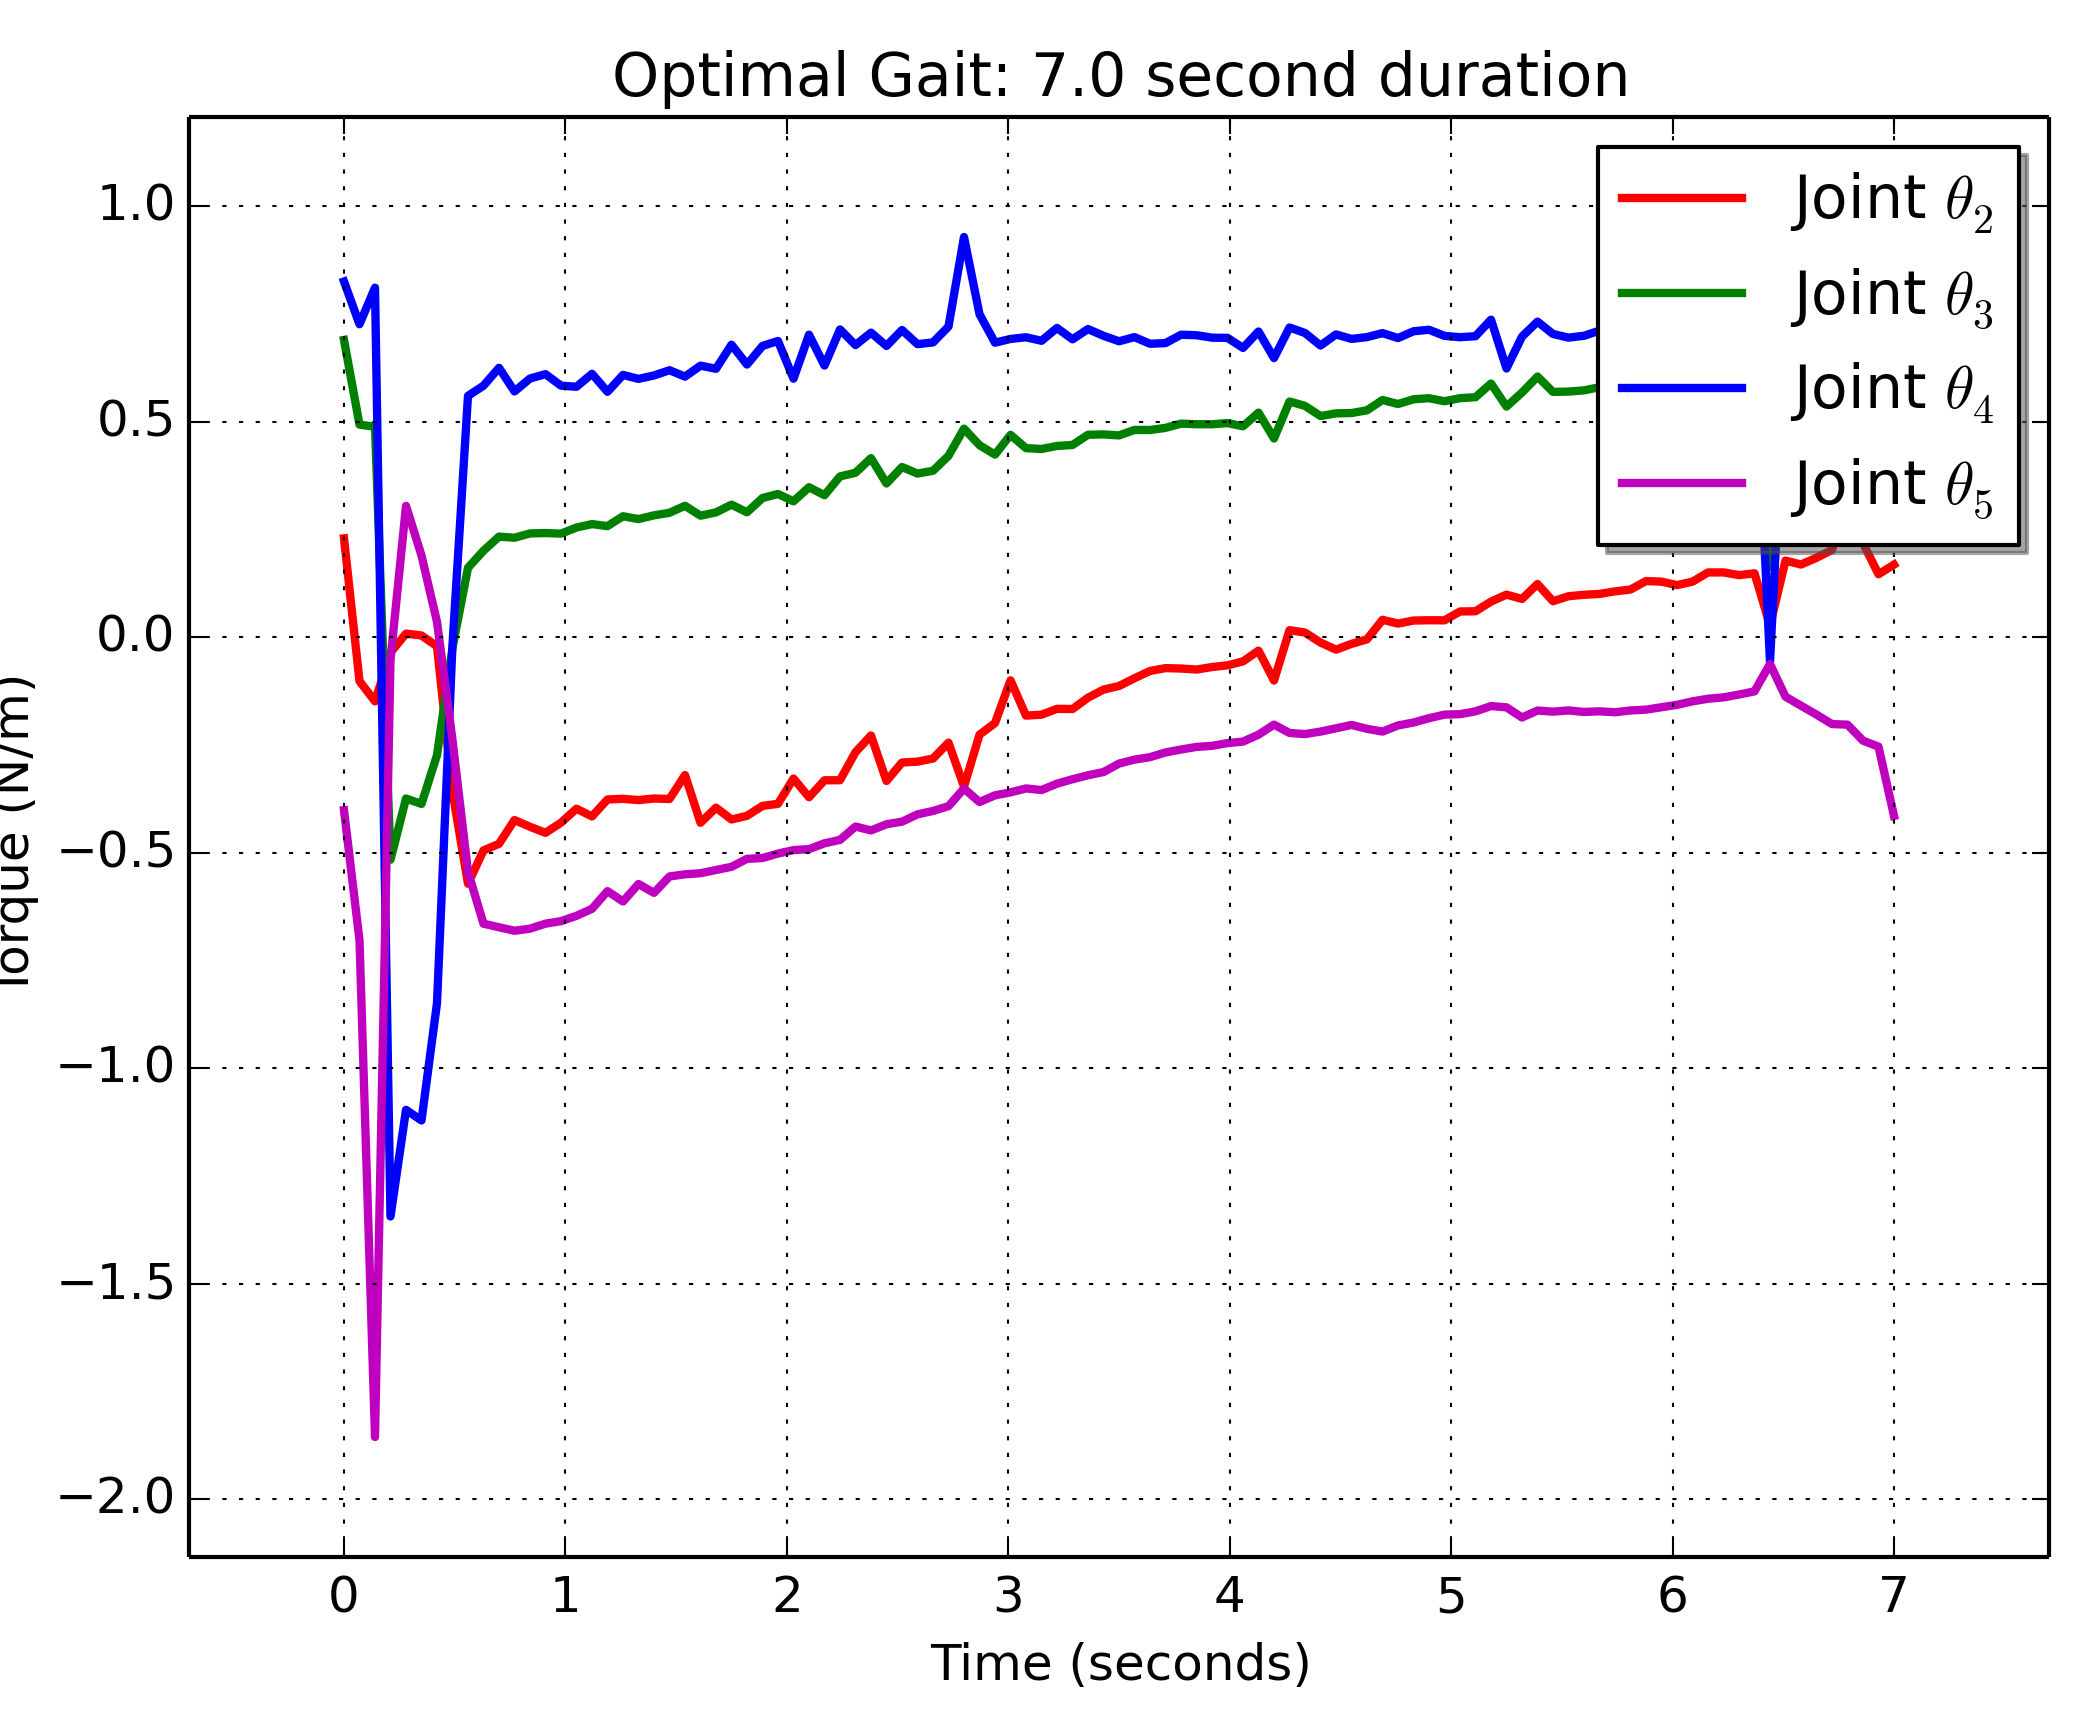 Optimal Gait: 7.0 second duration
Joint θ₂
Joint θ₃
Joint θ₄
Joint θ₅
1.0
0.5
0.0
−0.5
−1.0
−1.5
−2.0
Torque (N/m)
0 1 2 3 4 5 6 7
Time (seconds)